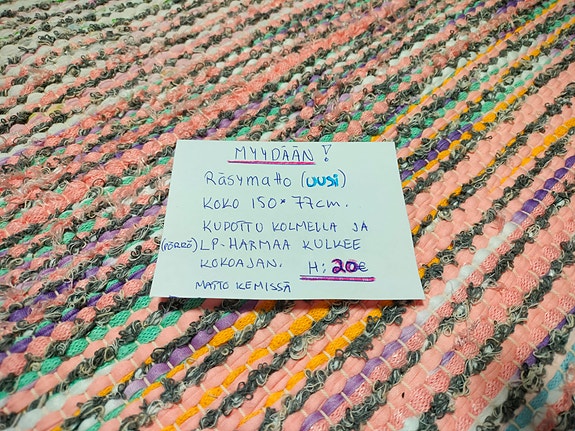 MYYDÄÄN!
Räsymatto (uusi)
KOKO 150*77cm.
KUDOTTU KOLMELLA JA
(PÖRRÖ) LP-HARMAA KULKEE
KOKOAJAN. H; 20€
MATTO KEMISSÄ